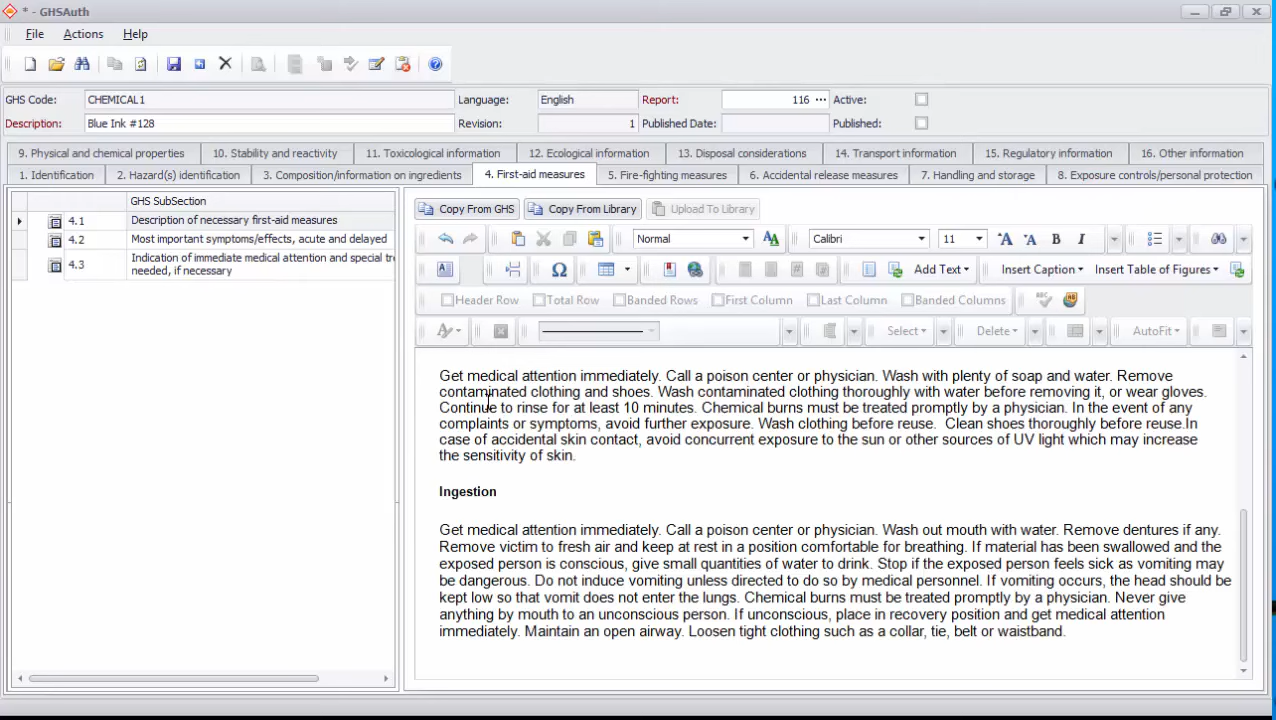 * - GHSAuth
File Actions Help
GHS Code: CHEMICAL1 Language: English Report: 116 ... Active:
Description: Blue Ink #128 Revision: 1 Published Date: Published:
9. Physical and chemical properties 10. Stability and reactivity 11. Toxicological information 12. Ecological information 13. Disposal considerations 14. Transport information 15. Regulatory information 16. Other information
1. Identification 2. Hazard(s) identification 3. Composition/information on ingredients 4. First-aid measures 5. Fire-fighting measures 6. Accidental release measures 7. Handling and storage 8. Exposure controls/personal protection
GHS SubSection
4.1 Description of necessary first-aid measures
4.2 Most important symptoms/effects, acute and delayed
4.3 Indication of immediate medical attention and special tre
needed, if necessary
Copy From GHS Copy From Library Upload To Library
Normal Calibri 11 A A B I
A Ω Add Text Insert Caption Insert Table of Figures
Header Row Total Row Banded Rows First Column Last Column Banded Columns ABC
Select Delete AutoFit
Get medical attention immediately. Call a poison center or physician. Wash with plenty of soap and water. Remove
contaminated clothing and shoes. Wash contaminated clothing thoroughly with water before removing it, or wear gloves.
Continue to rinse for at least 10 minutes. Chemical burns must be treated promptly by a physician. In the event of any
complaints or symptoms, avoid further exposure. Wash clothing before reuse.  Clean shoes thoroughly before reuse.In
case of accidental skin contact, avoid concurrent exposure to the sun or other sources of UV light which may increase
the sensitivity of skin.
Ingestion
Get medical attention immediately. Call a poison center or physician. Wash out mouth with water. Remove dentures if any.
Remove victim to fresh air and keep at rest in a position comfortable for breathing. If material has been swallowed and the
exposed person is conscious, give small quantities of water to drink. Stop if the exposed person feels sick as vomiting may
be dangerous. Do not induce vomiting unless directed to do so by medical personnel. If vomiting occurs, the head should be
kept low so that vomit does not enter the lungs. Chemical burns must be treated promptly by a physician. Never give
anything by mouth to an unconscious person. If unconscious, place in recovery position and get medical attention
immediately. Maintain an open airway. Loosen tight clothing such as a collar, tie, belt or waistband.